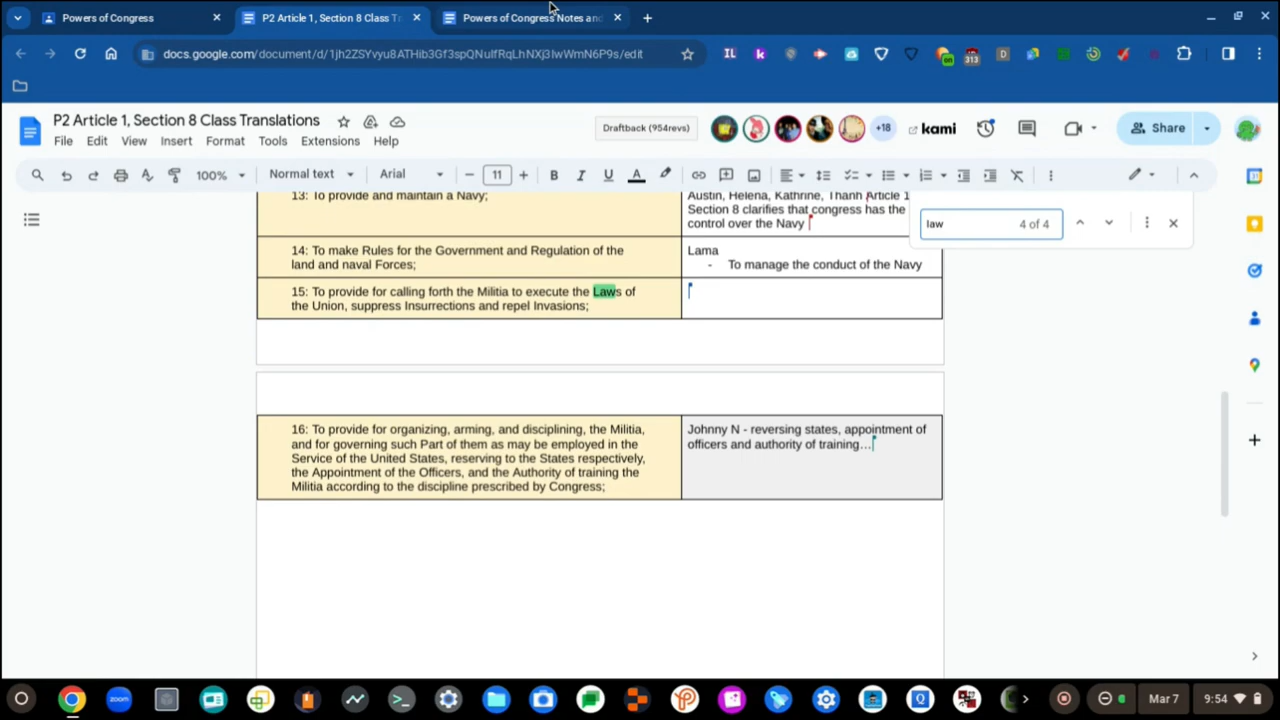 Powers of Congress
P2 Article 1, Section 8 Class Tr
Powers of Congress Notes and
docs.google.com/document/d/1jh2ZSYvyu8ATHib3Gf3spQNulfRqLhNXj3lwWmN6P9s/edit
IL
k
on
313
D
P2 Article 1, Section 8 Class Translations
Draftback (954revs)
+18
kami
Share
File Edit View Insert Format Tools Extensions Help
100%
Normal text
Arial
11
B I U A
law
4 of 4
13: To provide and maintain a Navy;
Austin, Helena, Kathrine, Thanh Article 1
Section 8 clarifies that congress has the
control over the Navy
14: To make Rules for the Government and Regulation of the
land and naval Forces;
Lama
- To manage the conduct of the Navy
15: To provide for calling forth the Militia to execute the Laws of
the Union, suppress Insurrections and repel Invasions;
16: To provide for organizing, arming, and disciplining, the Militia,
and for governing such Part of them as may be employed in the
Service of the United States, reserving to the States respectively,
the Appointment of the Officers, and the Authority of training the
Militia according to the discipline prescribed by Congress;
Johnny N - reversing states, appointment of
officers and authority of training…
zoom
Mar 7
9:54